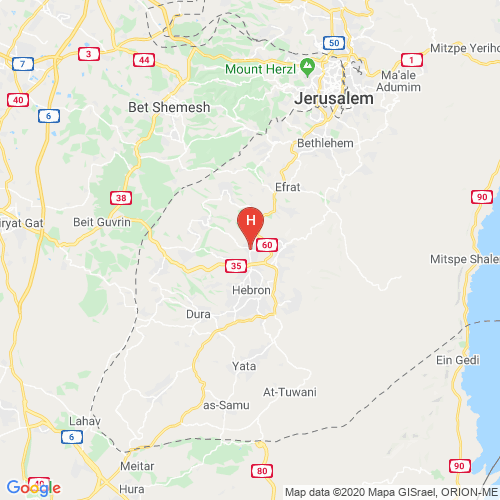 50
3
Mitzpe Yeriho
44
1
7
Mount Herzl
Ma'ale
Adumim
40
Jerusalem
Bet Shemesh
6
Bethlehem
Efrat
38
90
iryat Gat
Beit Guvrin
H
60
Mitspe Shale
35
Hebron
Dura
Ein Gedi
Yata
At-Tuwani
as-Samu
Lahav
6
Meitar
90
80
Google
40
Hura
Map data ©2020 Mapa GISrael, ORION-ME